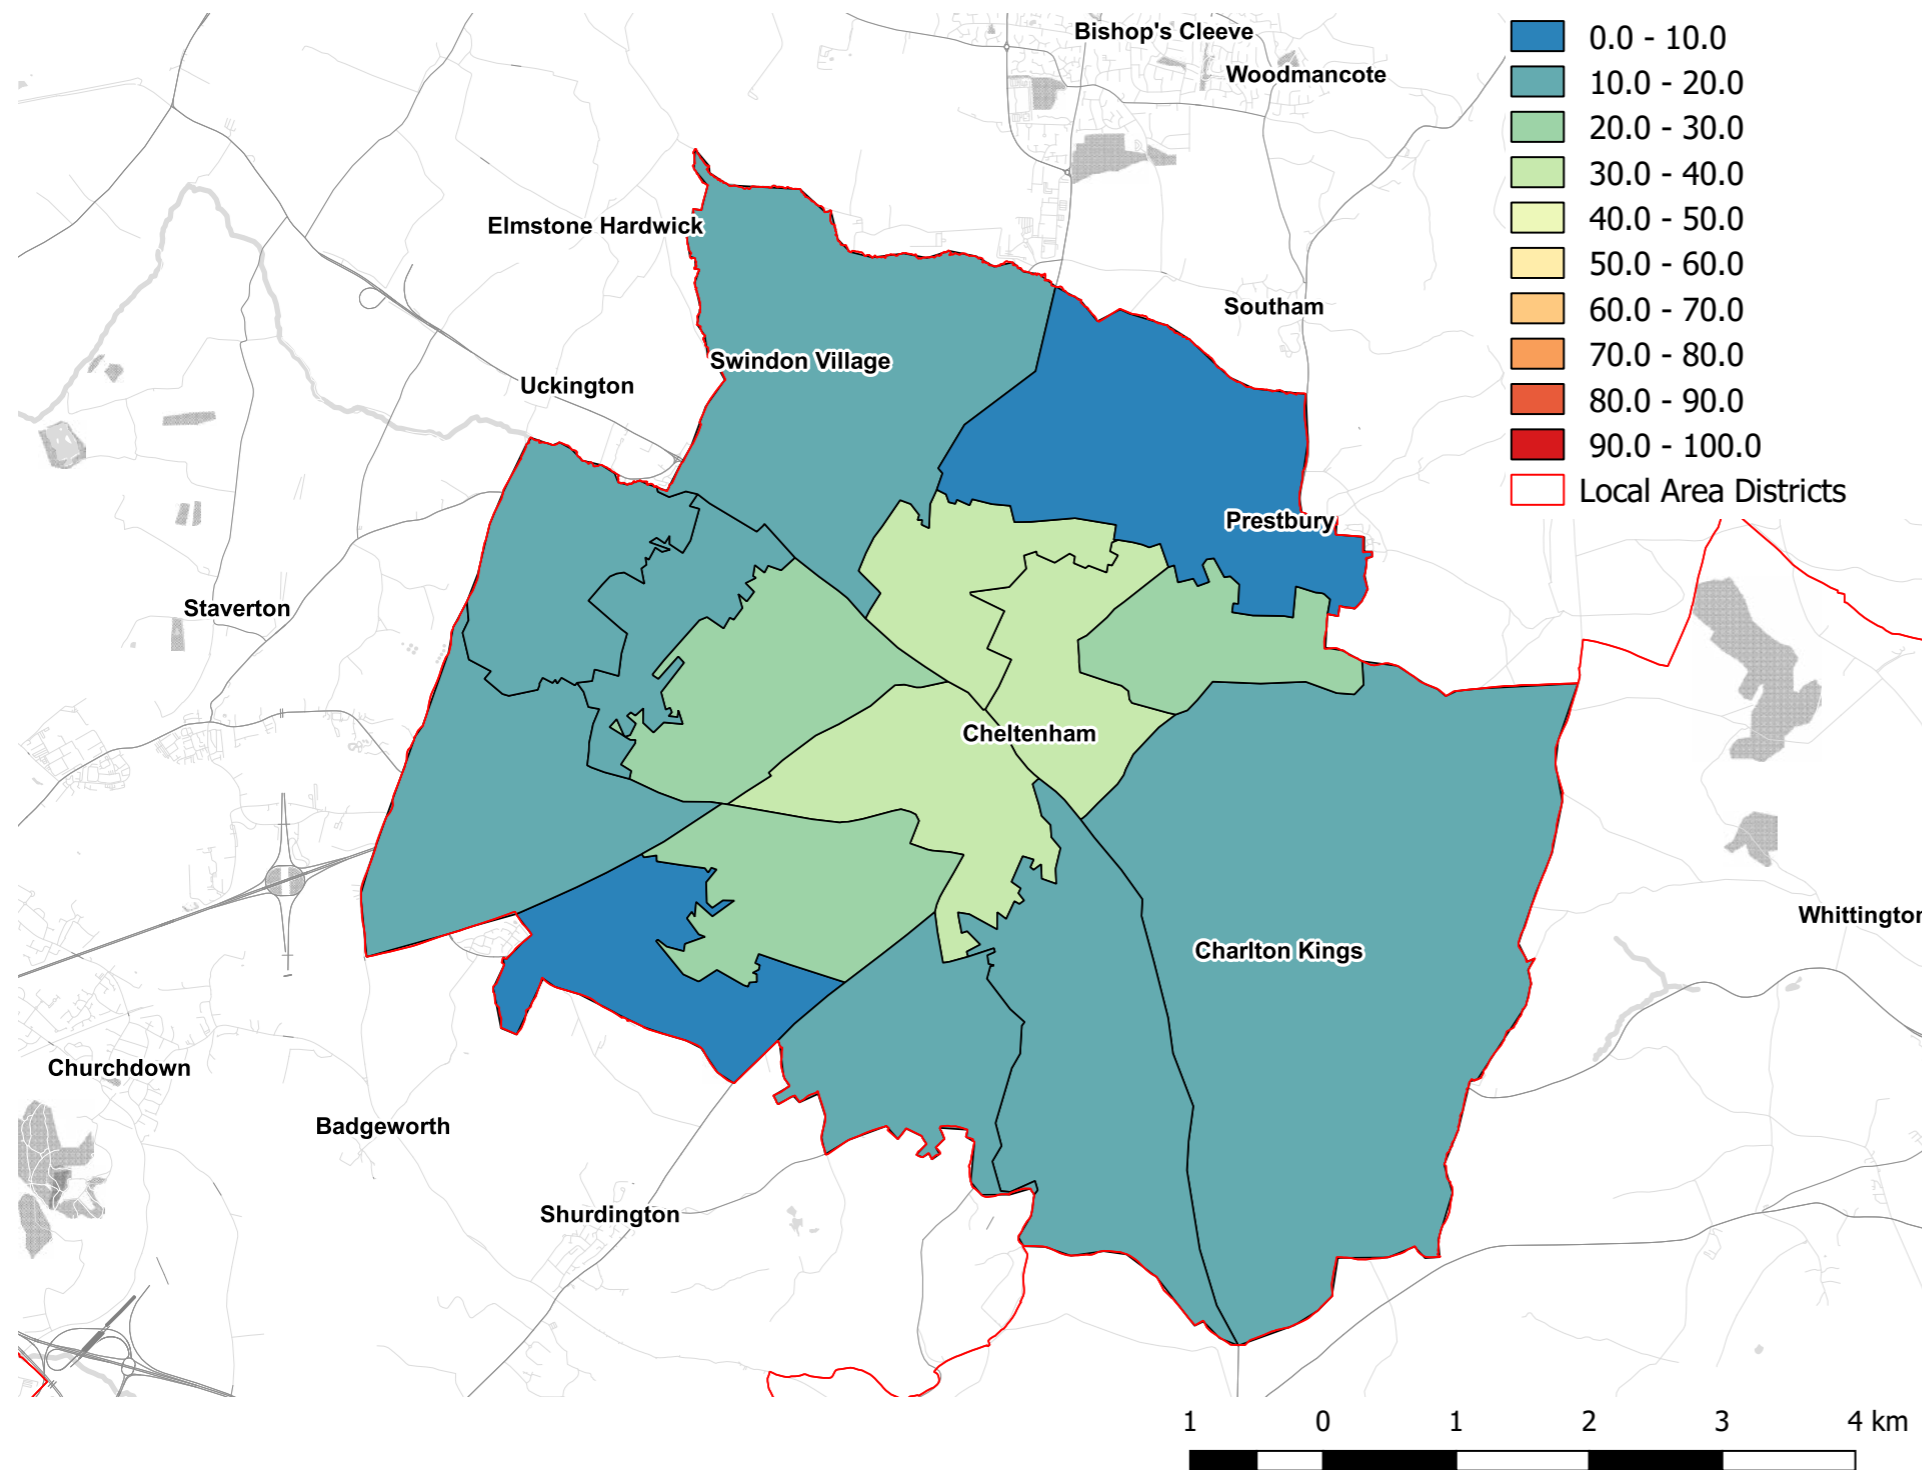 Bishop's Cleeve
Woodmancote
0.0 - 10.0
10.0 - 20.0
20.0 - 30.0
30.0 - 40.0
40.0 - 50.0
50.0 - 60.0
60.0 - 70.0
70.0 - 80.0
80.0 - 90.0
90.0 - 100.0
Local Area Districts
Elmstone Hardwick
Southam
Swindon Village
Uckington
Prestbury
Staverton
Cheltenham
Whittington
Charlton Kings
Churchdown
Badgeworth
Shurdington
1 0 1 2 3 4 km